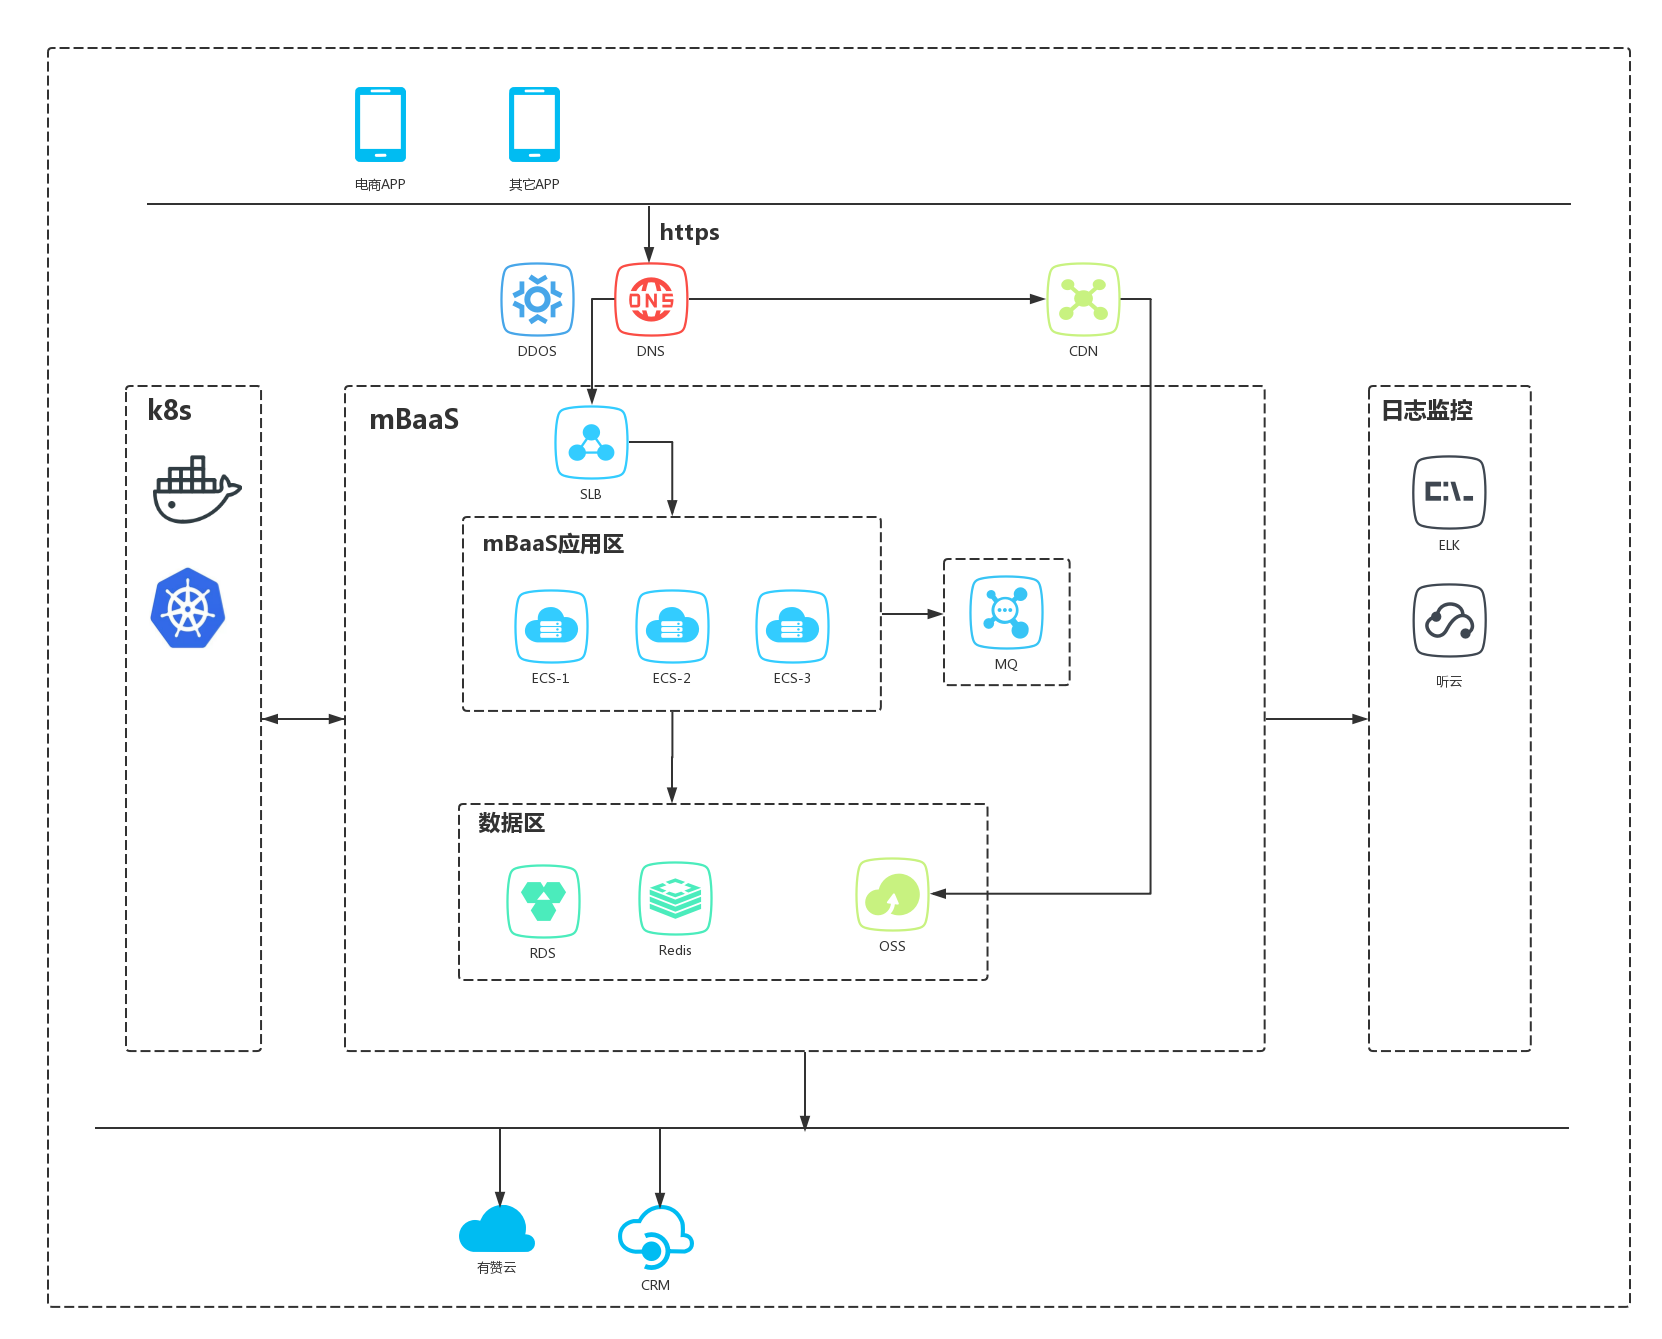 电商APP
其它APP
https
DDOS
DNS
DNS
CDN
k8s
mBaaS
日志监控
SLB
ELK
mBaaS应用区
MQ
ECS-1
ECS-2
ECS-3
听云
数据区
RDS
Redis
OSS
有赞云
CRM